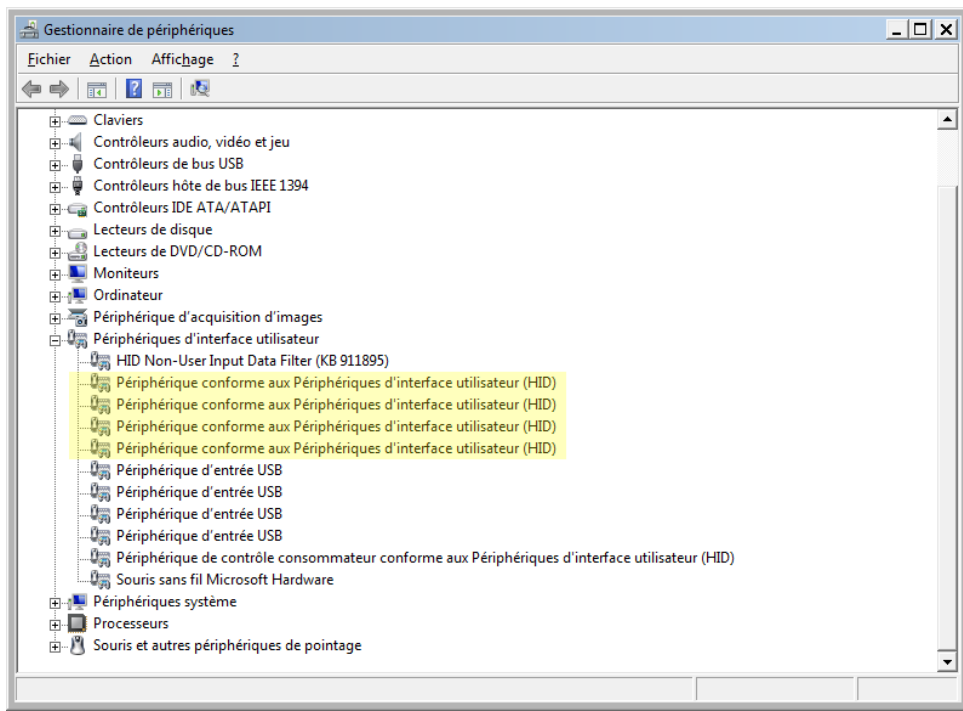 Gestionnaire de périphériques
Fichier Action Affichage ?
Claviers
Contrôleurs audio, vidéo et jeu
Contrôleurs de bus USB
Contrôleurs hôte de bus IEEE 1394
Contrôleurs IDE ATA/ATAPI
Lecteurs de disque
Lecteurs de DVD/CD-ROM
Moniteurs
Ordinateur
Périphérique d'acquisition d'images
Périphériques d'interface utilisateur
HID Non-User Input Data Filter (KB 911895)
Périphérique conforme aux Périphériques d'interface utilisateur (HID)
Périphérique conforme aux Périphériques d'interface utilisateur (HID)
Périphérique conforme aux Périphériques d'interface utilisateur (HID)
Périphérique conforme aux Périphériques d'interface utilisateur (HID)
Périphérique d'entrée USB
Périphérique d'entrée USB
Périphérique d'entrée USB
Périphérique d'entrée USB
Périphérique de contrôle consommateur conforme aux Périphériques d'interface utilisateur (HID)
Souris sans fil Microsoft Hardware
Périphériques système
Processeurs
Souris et autres périphériques de pointage